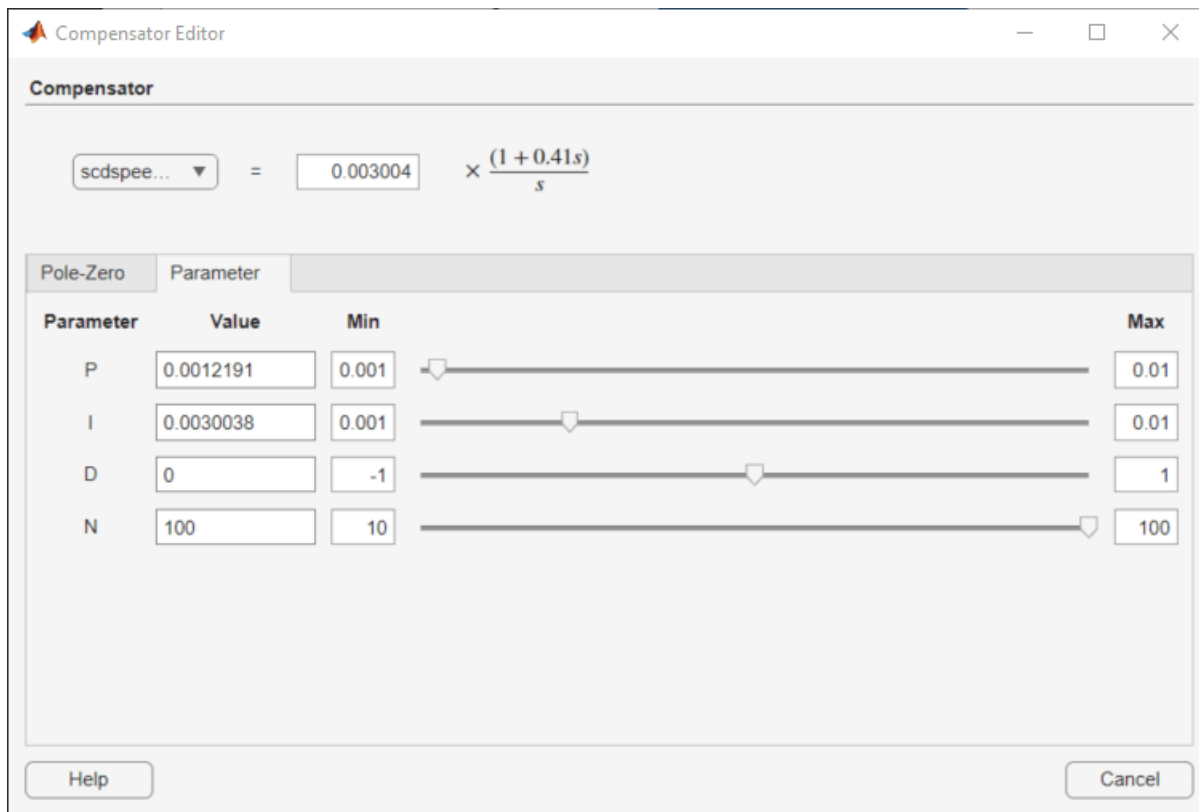 Compensator Editor
Compensator
scdspee... = 0.003004 × (1 + 0.41s) / s
Pole-Zero Parameter
Parameter Value Min Max
P 0.0012191 0.001 0.01
I 0.0030038 0.001 0.01
D 0 -1 1
N 100 10 100
Help Cancel